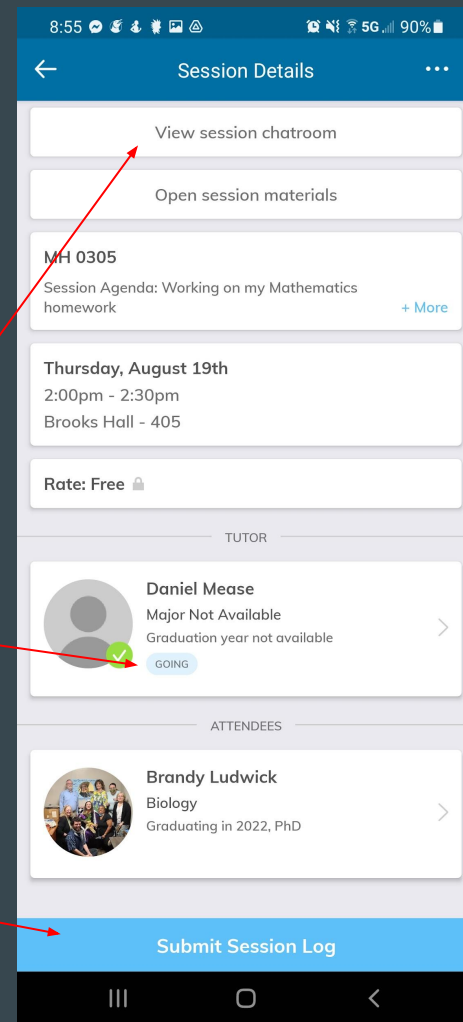 8:55 5G 90%
Session Details
View session chatroom
Open session materials
MH 0305
Session Agenda: Working on my Mathematics
homework + More
Thursday, August 19th
2:00pm - 2:30pm
Brooks Hall - 405
Rate: Free
TUTOR
Daniel Mease
Major Not Available
Graduation year not available
GOING
ATTENDEES
Brandy Ludwick
Biology
Graduating in 2022, PhD
Submit Session Log